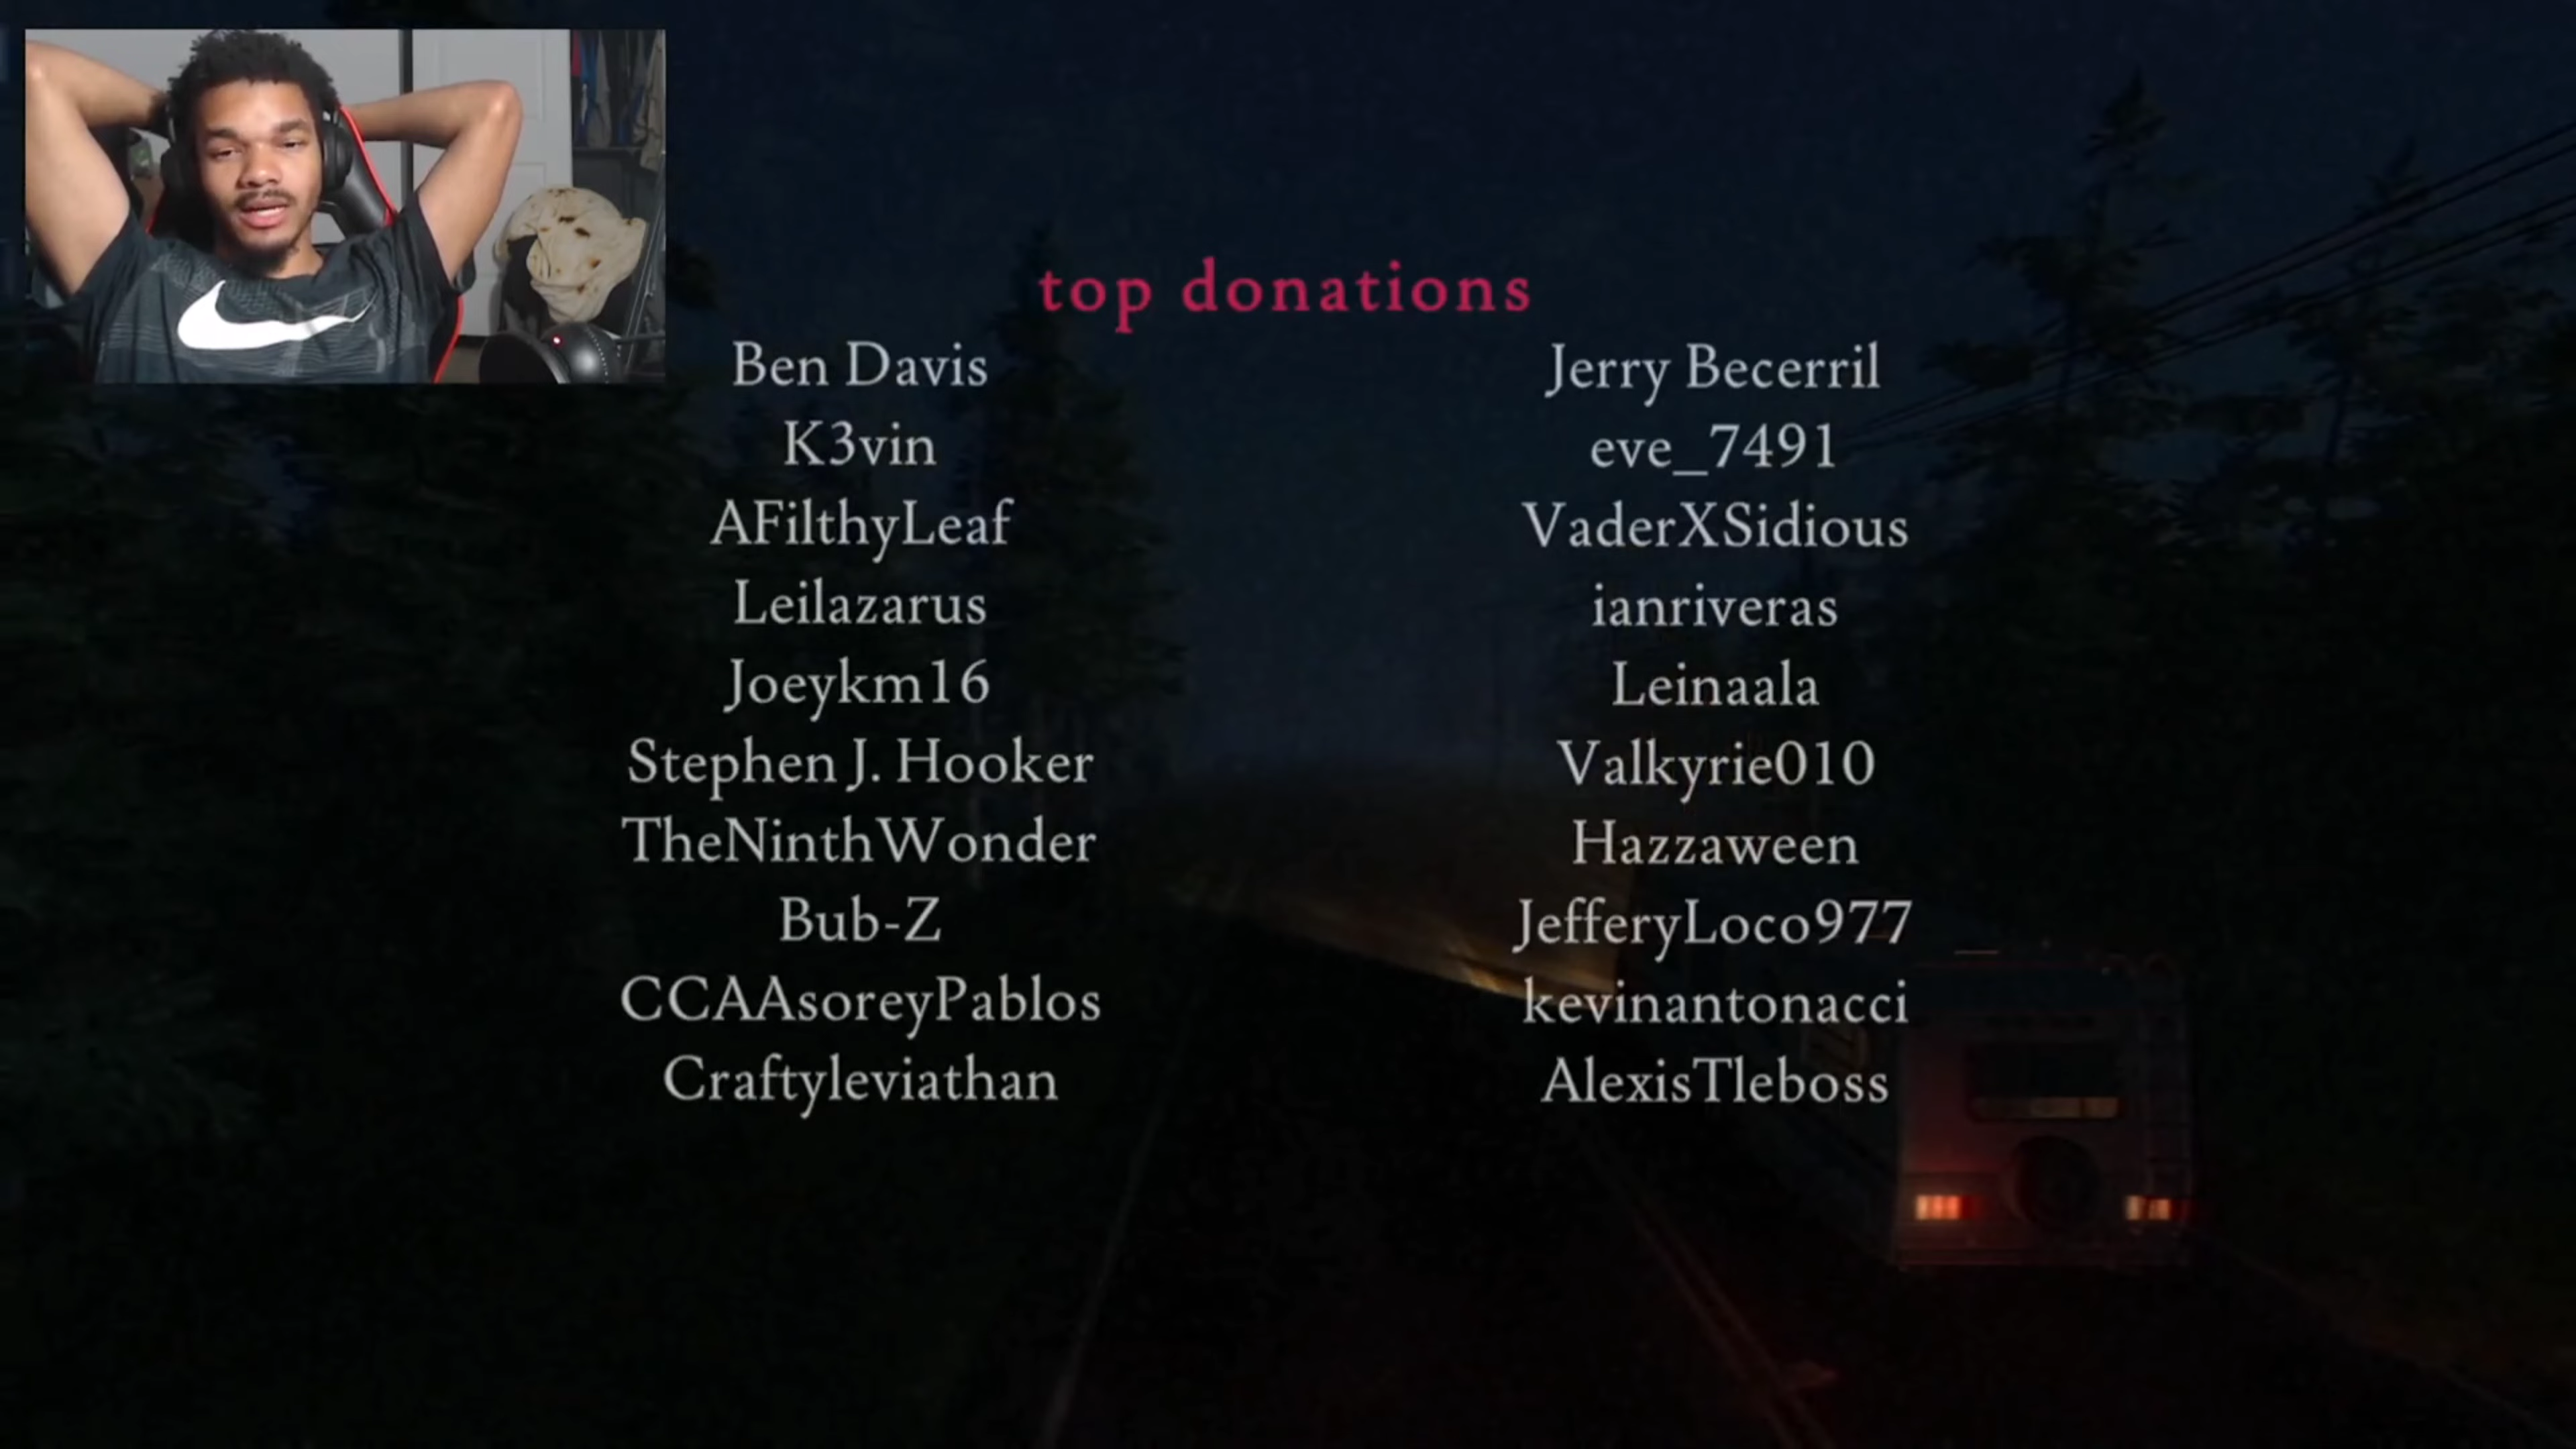 top donations
Ben Davis
K3vin
AFilthyLeaf
Leilazarus
Joeykm16
Stephen J. Hooker
TheNinthWonder
Bub-Z
CCAAsoreyPablos
Craftyleviathan
Jerry Becerril
eve_7491
VaderXSidious
ianriveras
Leinaala
Valkyrie010
Hazzaween
JefferyLoco977
kevinantonacci
AlexisTleboss